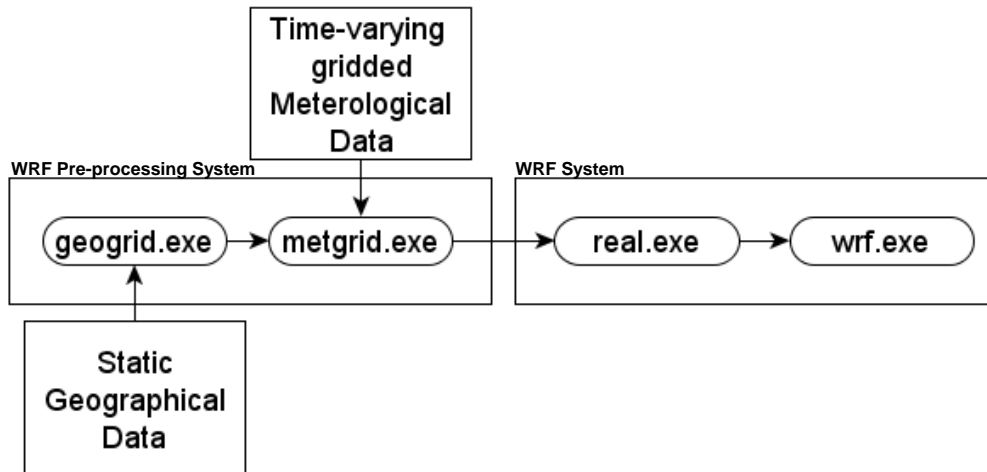 Time-varying
gridded
Meterological
Data
WRF Pre-processing System
WRF System
geogrid.exe
metgrid.exe
real.exe
wrf.exe
Static
Geographical
Data